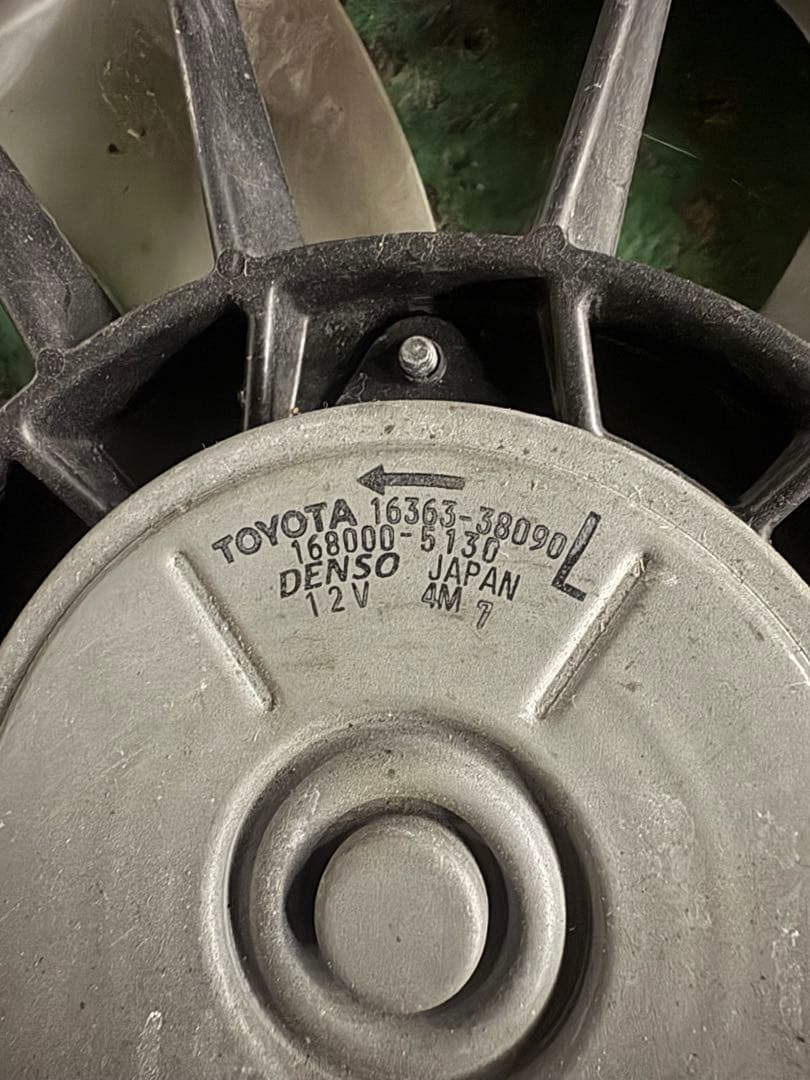 TOYOTA 16363-38090 L
168000-5130
DENSO JAPAN
12V 4M 7